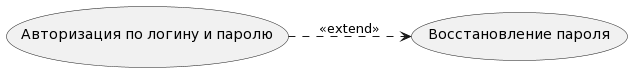 Авторизация по логину и паролю
«extend»
Восстановление пароля